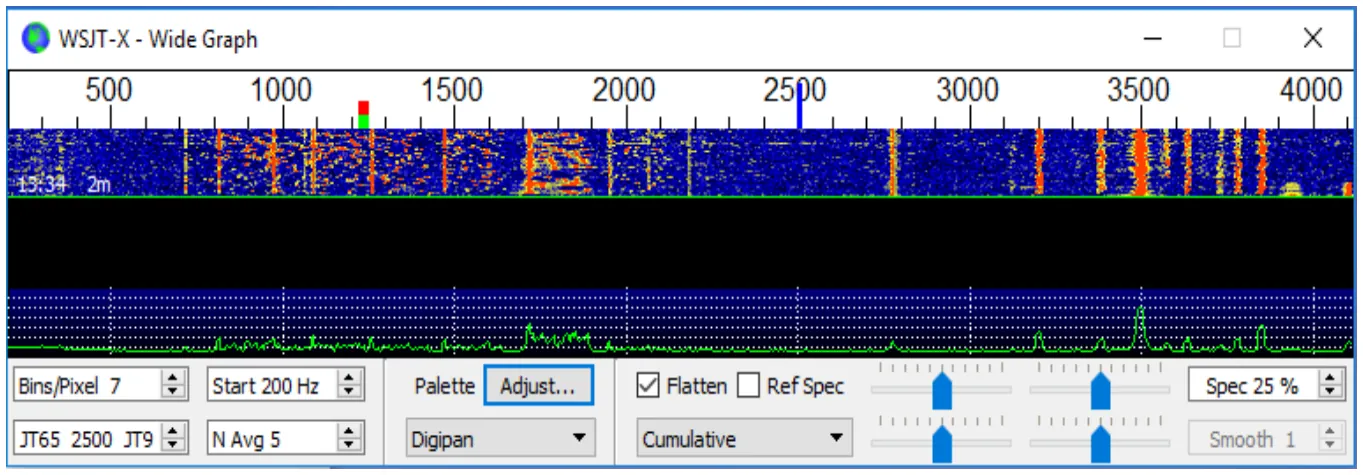 WSJT-X - Wide Graph
500 1000 1500 2000 2500 3000 3500 4000
13:34 2m
Bins/Pixel 7 Start 200 Hz Palette Adjust... Flatten Ref Spec Spec 25 %
JT65 2500 JT9 N Avg 5 Digipan Cumulative Smooth 1